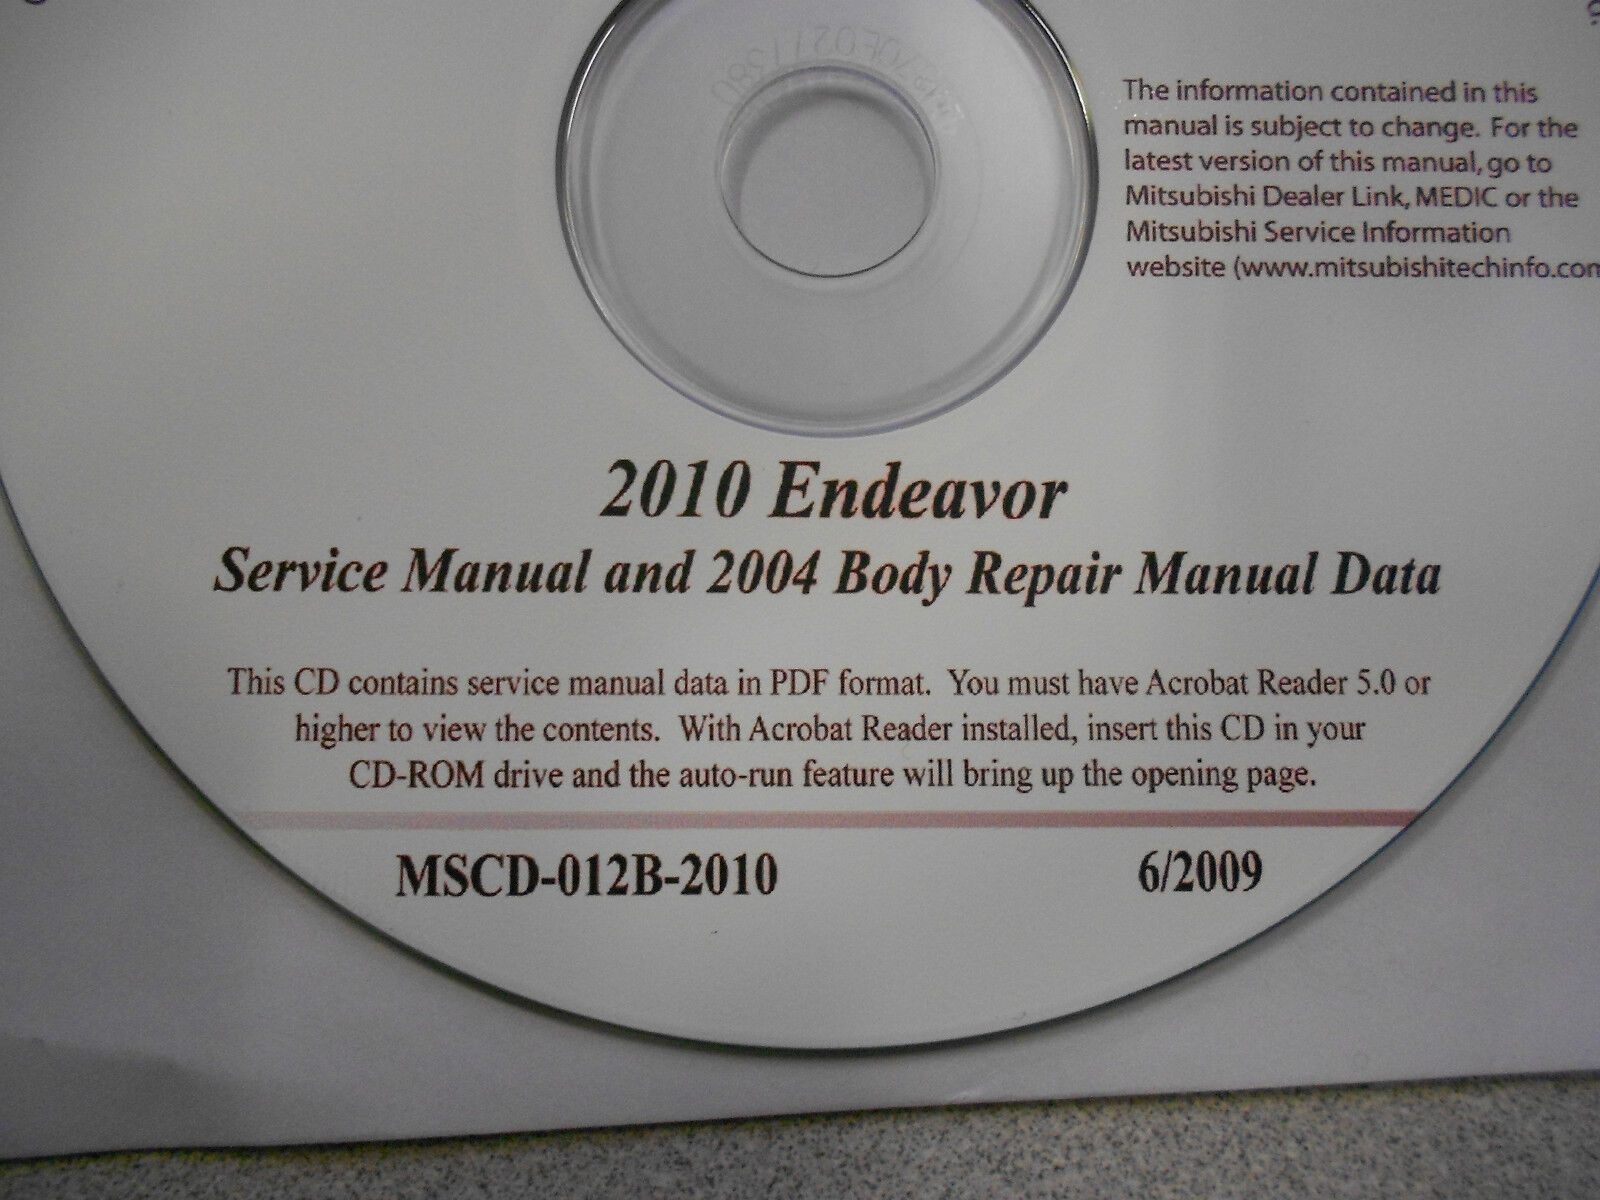 The information contained in this
manual is subject to change. For the
latest version of this manual, go to
Mitsubishi Dealer Link, MEDIC or the
Mitsubishi Service Information
website (www.mitsubishitechinfo.com
2010 Endeavor
Service Manual and 2004 Body Repair Manual Data
This CD contains service manual data in PDF format. You must have Acrobat Reader 5.0 or
higher to view the contents. With Acrobat Reader installed, insert this CD in your
CD-ROM drive and the auto-run feature will bring up the opening page.
MSCD-012B-2010 6/2009